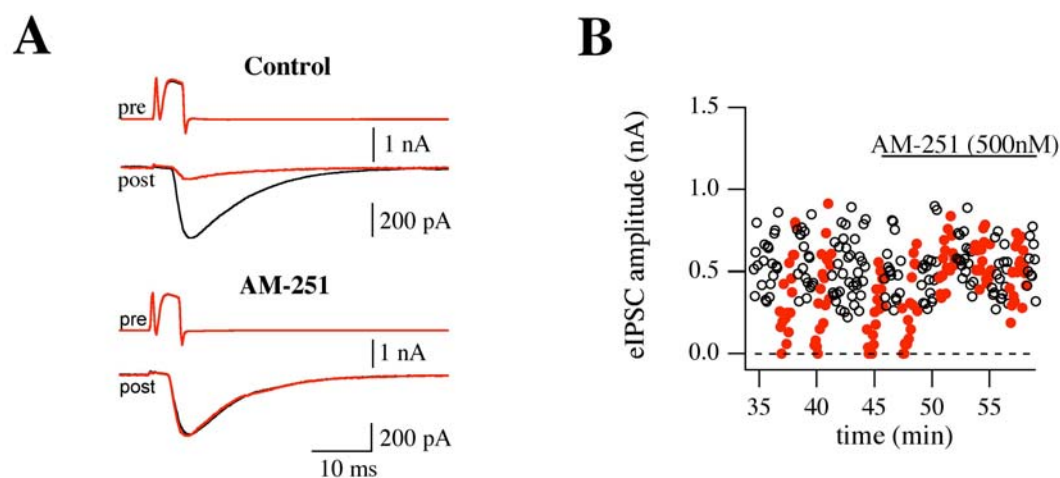 A
Control
pre
1 nA
post
200 pA
AM-251
pre
1 nA
post
200 pA
10 ms
B
eIPSC amplitude (nA)
1.5
1.0
0.5
0.0
AM-251 (500nM)
35 40 45 50 55
time (min)